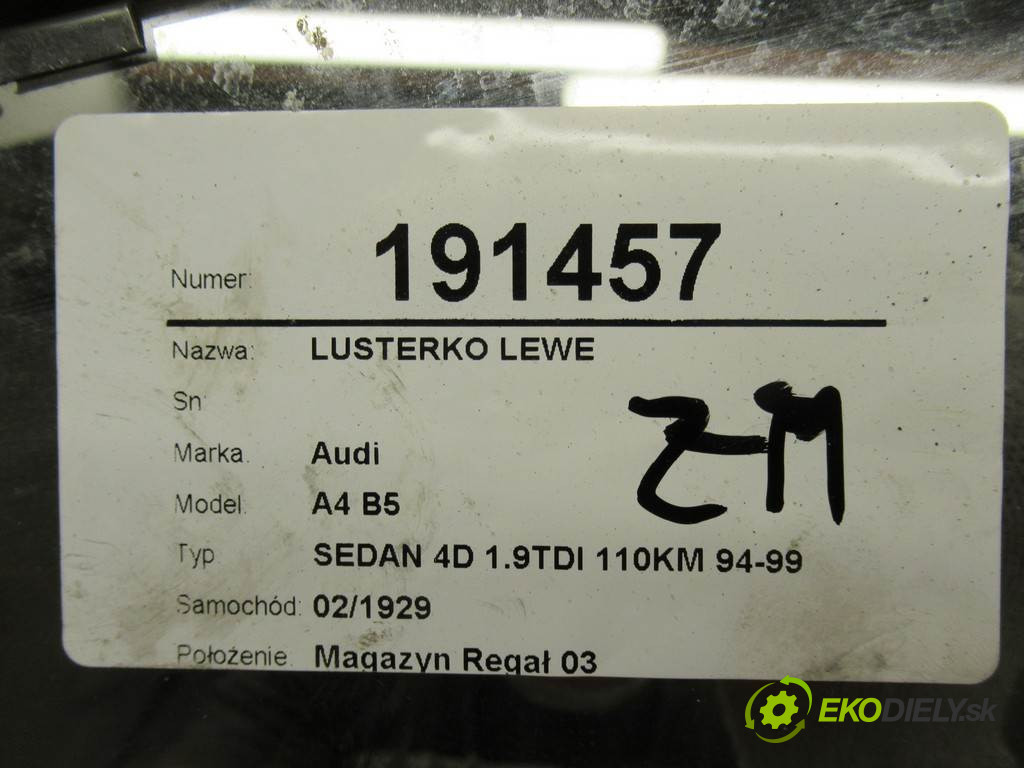 Numer: 191457
Nazwa: LUSTERKO LEWE
Sn
Marka. Audi
Model. A4 B5
Typ SEDAN 4D 1.9TDI 110KM 94-99
Samochód: 02/1929
Położenie. Magazyn Regał 03
ZM
EKODIELY.sk